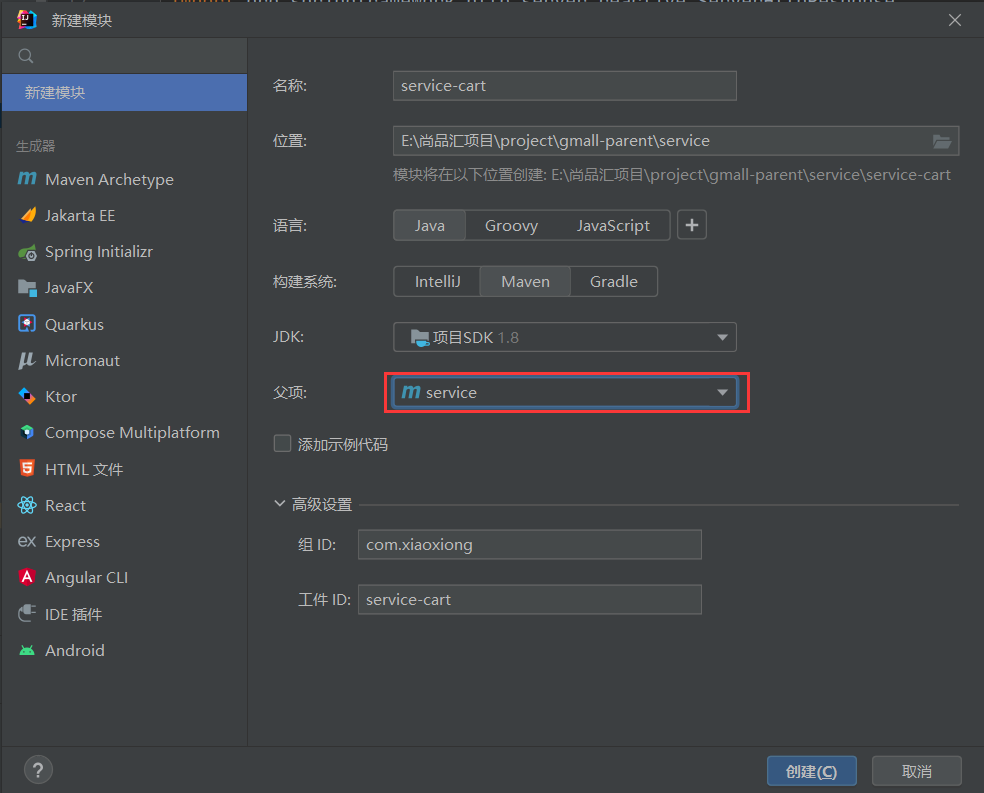 新建模块
新建模块
生成器
Maven Archetype
Jakarta EE
Spring Initializr
JavaFX
Quarkus
Micronaut
Ktor
Compose Multiplatform
HTML 文件
React
Express
Angular CLI
IDE 插件
Android
名称: service-cart
位置: E:\尚品汇项目\project\gmall-parent\service
模块将在以下位置创建: E:\尚品汇项目\project\gmall-parent\service\service-cart
语言: Java Groovy JavaScript +
构建系统: IntelliJ Maven Gradle
JDK: 项目SDK 1.8
父项: m service
添加示例代码
高级设置
组 ID: com.xiaoxiong
工件 ID: service-cart
? 创建(C) 取消